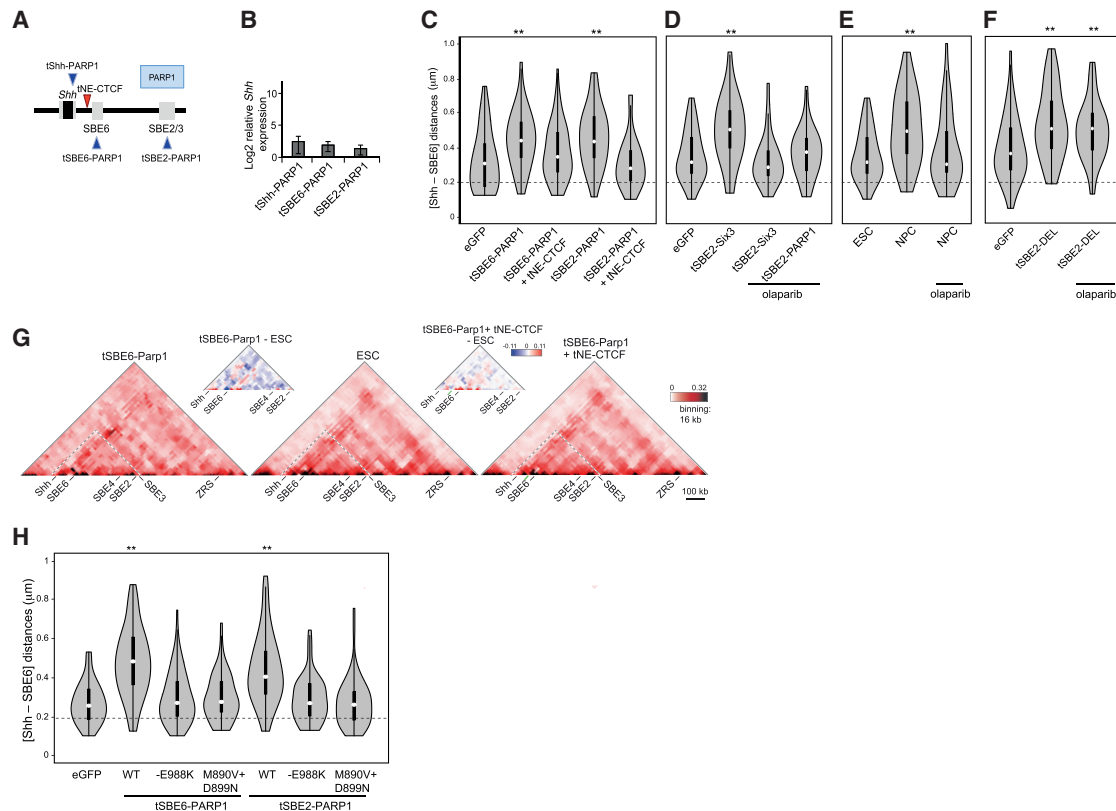 A
tShh-PARP1
PARP1
Shh
tNE-CTCF
SBE6
SBE2/3
tSBE6-PARP1
tSBE2-PARP1
B
Log2 relative Shh
expression
10
5
0
tShh-PARP1
tSBE6-PARP1
tSBE2-PARP1
C
[Shh – SBE6] distances (µm)
1
0.8
0.6
0.4
0.2
0
**
**
eGFP
tSBE6-PARP1
tSBE6-PARP1
+ tNE-CTCF
tSBE2-PARP1
tSBE2-PARP1
+ tNE-CTCF
D
**
eGFP
tSBE2-Six3
tSBE2-Six3
tSBE2-PARP1
olaparib
E
**
ESC
NPC
NPC
olaparib
F
**
**
eGFP
tSBE2-DEL
tSBE2-DEL
olaparib
G
tSBE6-Parp1
Shh
SBE6
SBE4
SBE2
SBE3
ZRS
tSBE6-Parp1 - ESC
Shh
SBE6
SBE4
SBE2
ESC
Shh
SBE6
SBE4
SBE2
SBE3
ZRS
tSBE6-Parp1+ tNE-CTCF
- ESC
-0.11 0 0.11
Shh
SBE6
SBE4
SBE2
tSBE6-Parp1
+ tNE-CTCF
Shh
SBE6
SBE4
SBE2
SBE3
ZRS
0 0.32
binning:
16 kb
100 kb
H
[Shh – SBE6] distances (µm)
1
0.8
0.6
0.4
0.2
0
**
**
eGFP
WT
-E988K
M890V+
D899N
WT
-E988K
M890V+
D899N
tSBE6-PARP1
tSBE2-PARP1